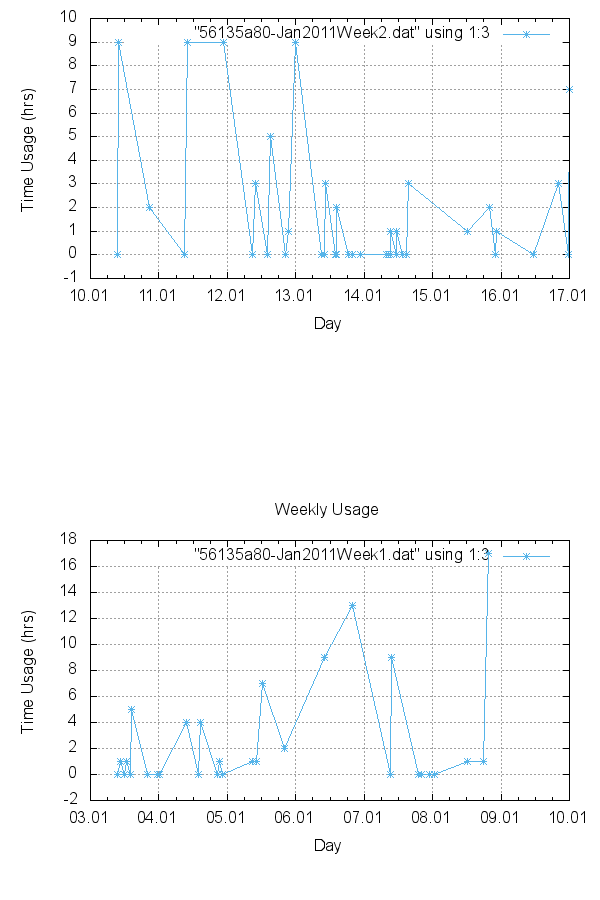 10
9
8
7
6
5
4
3
2
1
0
-1
Time Usage (hrs)
"56135a80-Jan2011Week2.dat" using 1:3
10.01 11.01 12.01 13.01 14.01 15.01 16.01 17.01
Day
Weekly Usage
18
16
14
12
10
8
6
4
2
0
-2
Time Usage (hrs)
"56135a80-Jan2011Week1.dat" using 1:3
03.01 04.01 05.01 06.01 07.01 08.01 09.01 10.01
Day